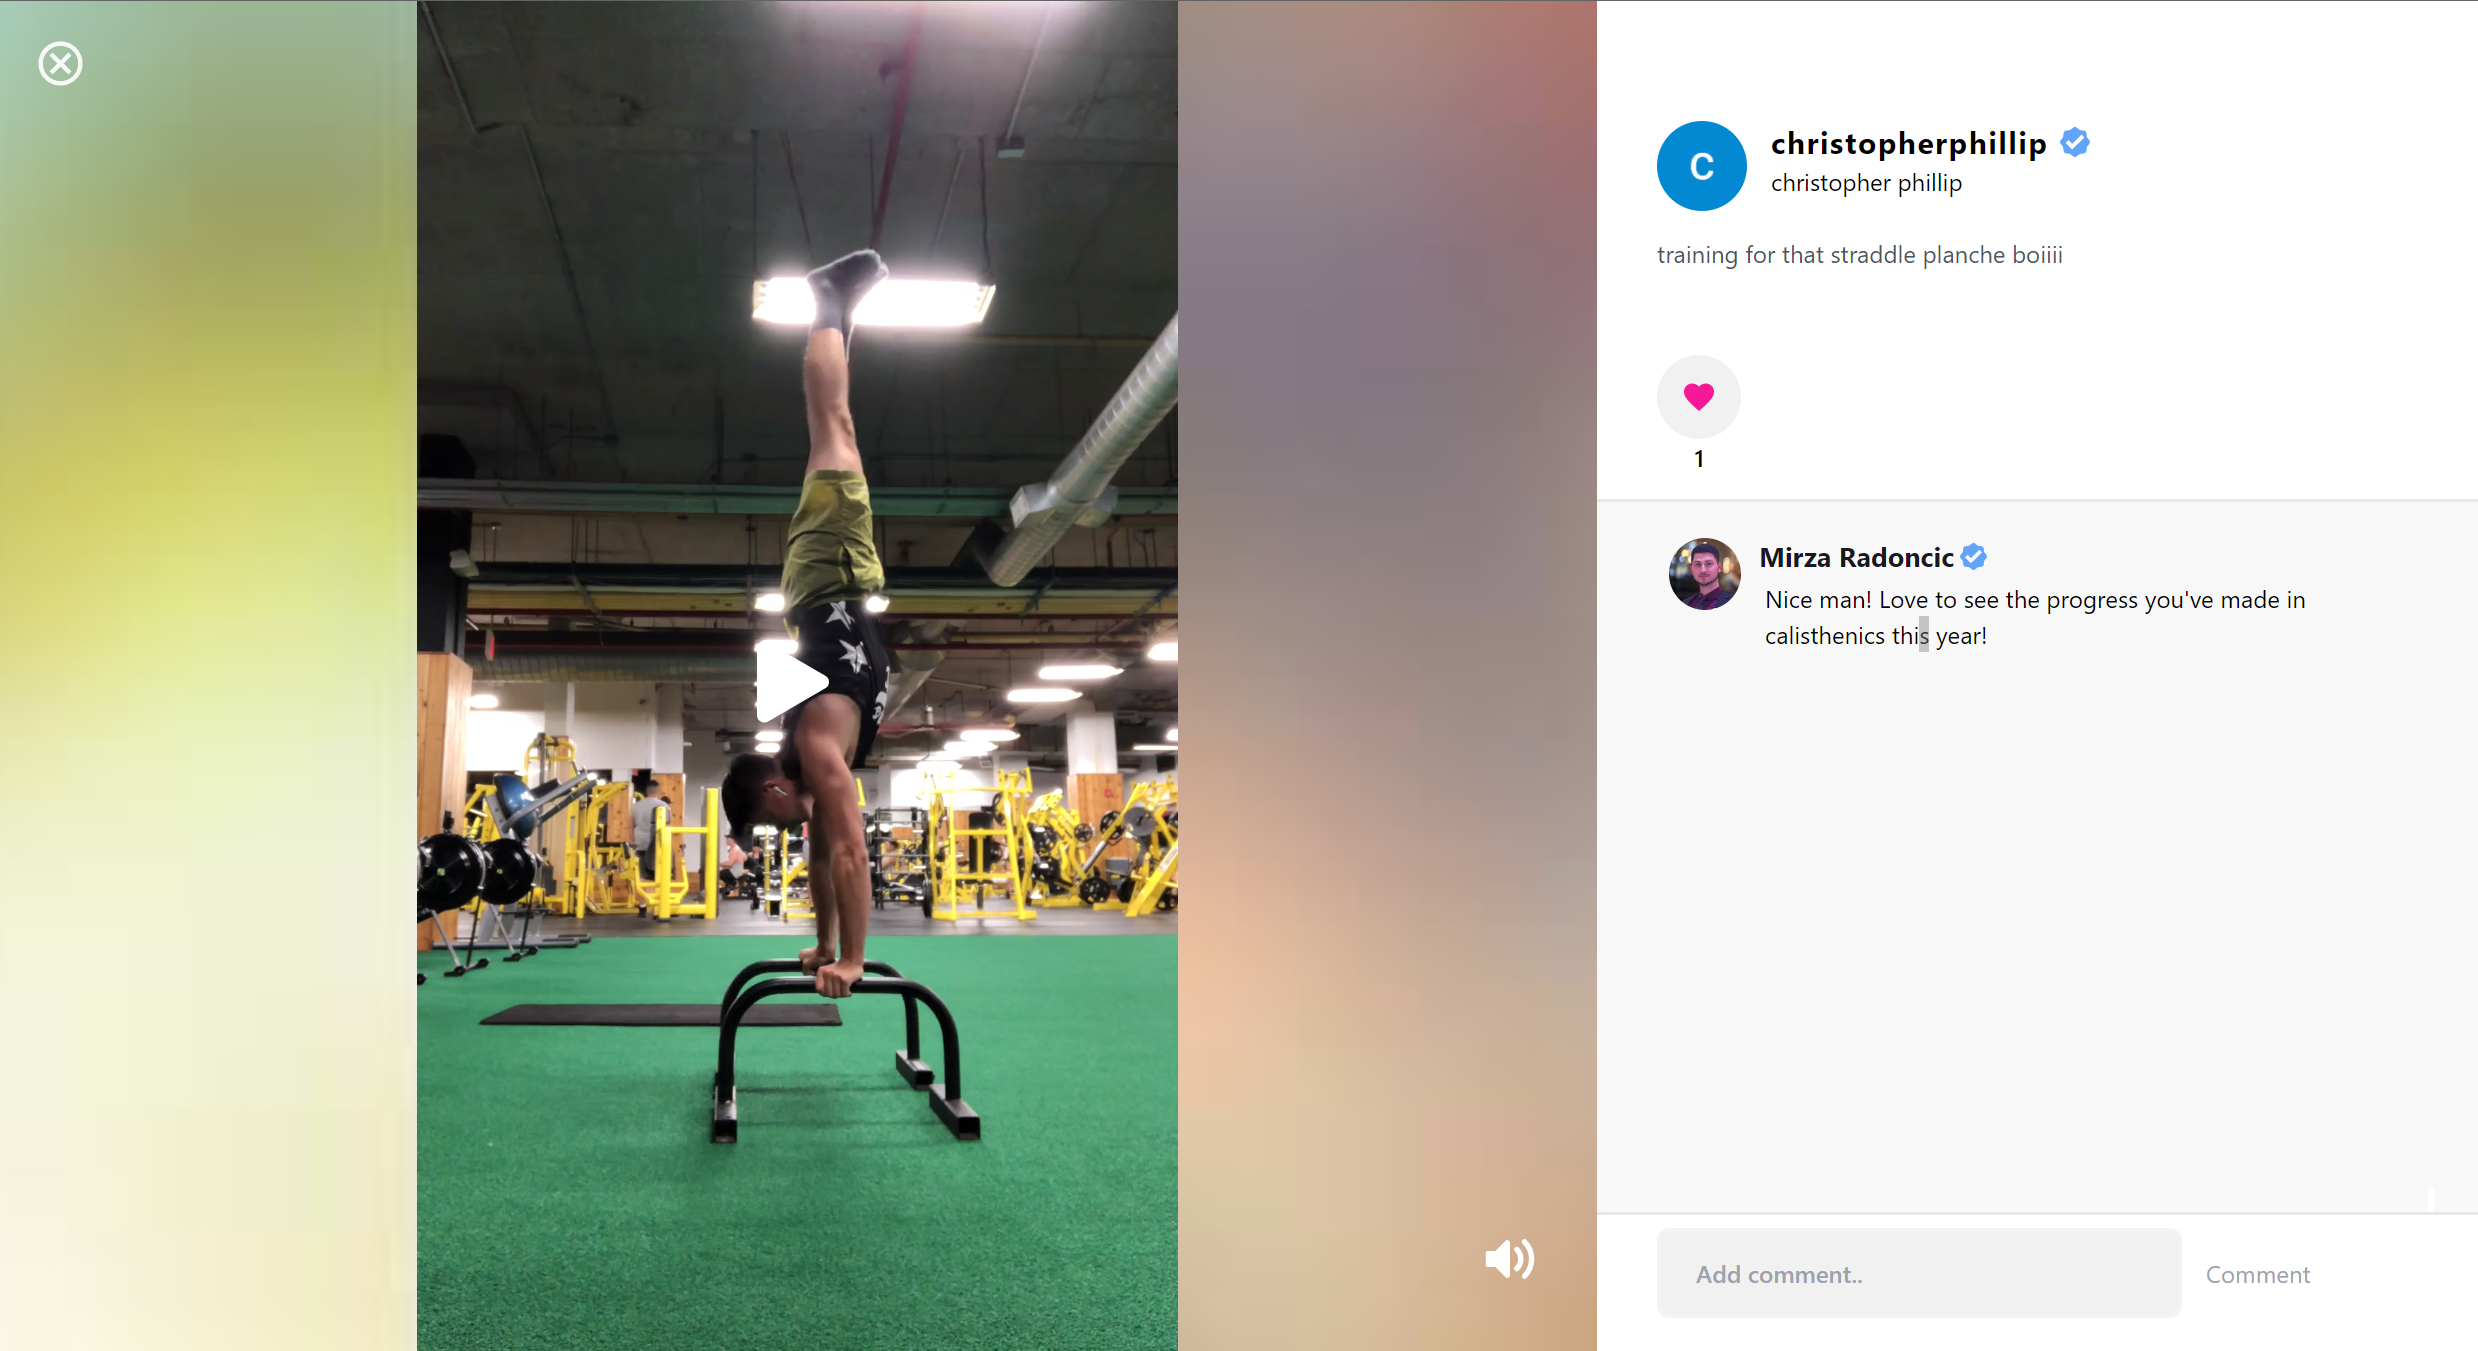 C
christopherphillip
christopher phillip
training for that straddle planche boiiii
1
Mirza Radoncic
Nice man! Love to see the progress you've made in
calisthenics this year!
Add comment..
Comment